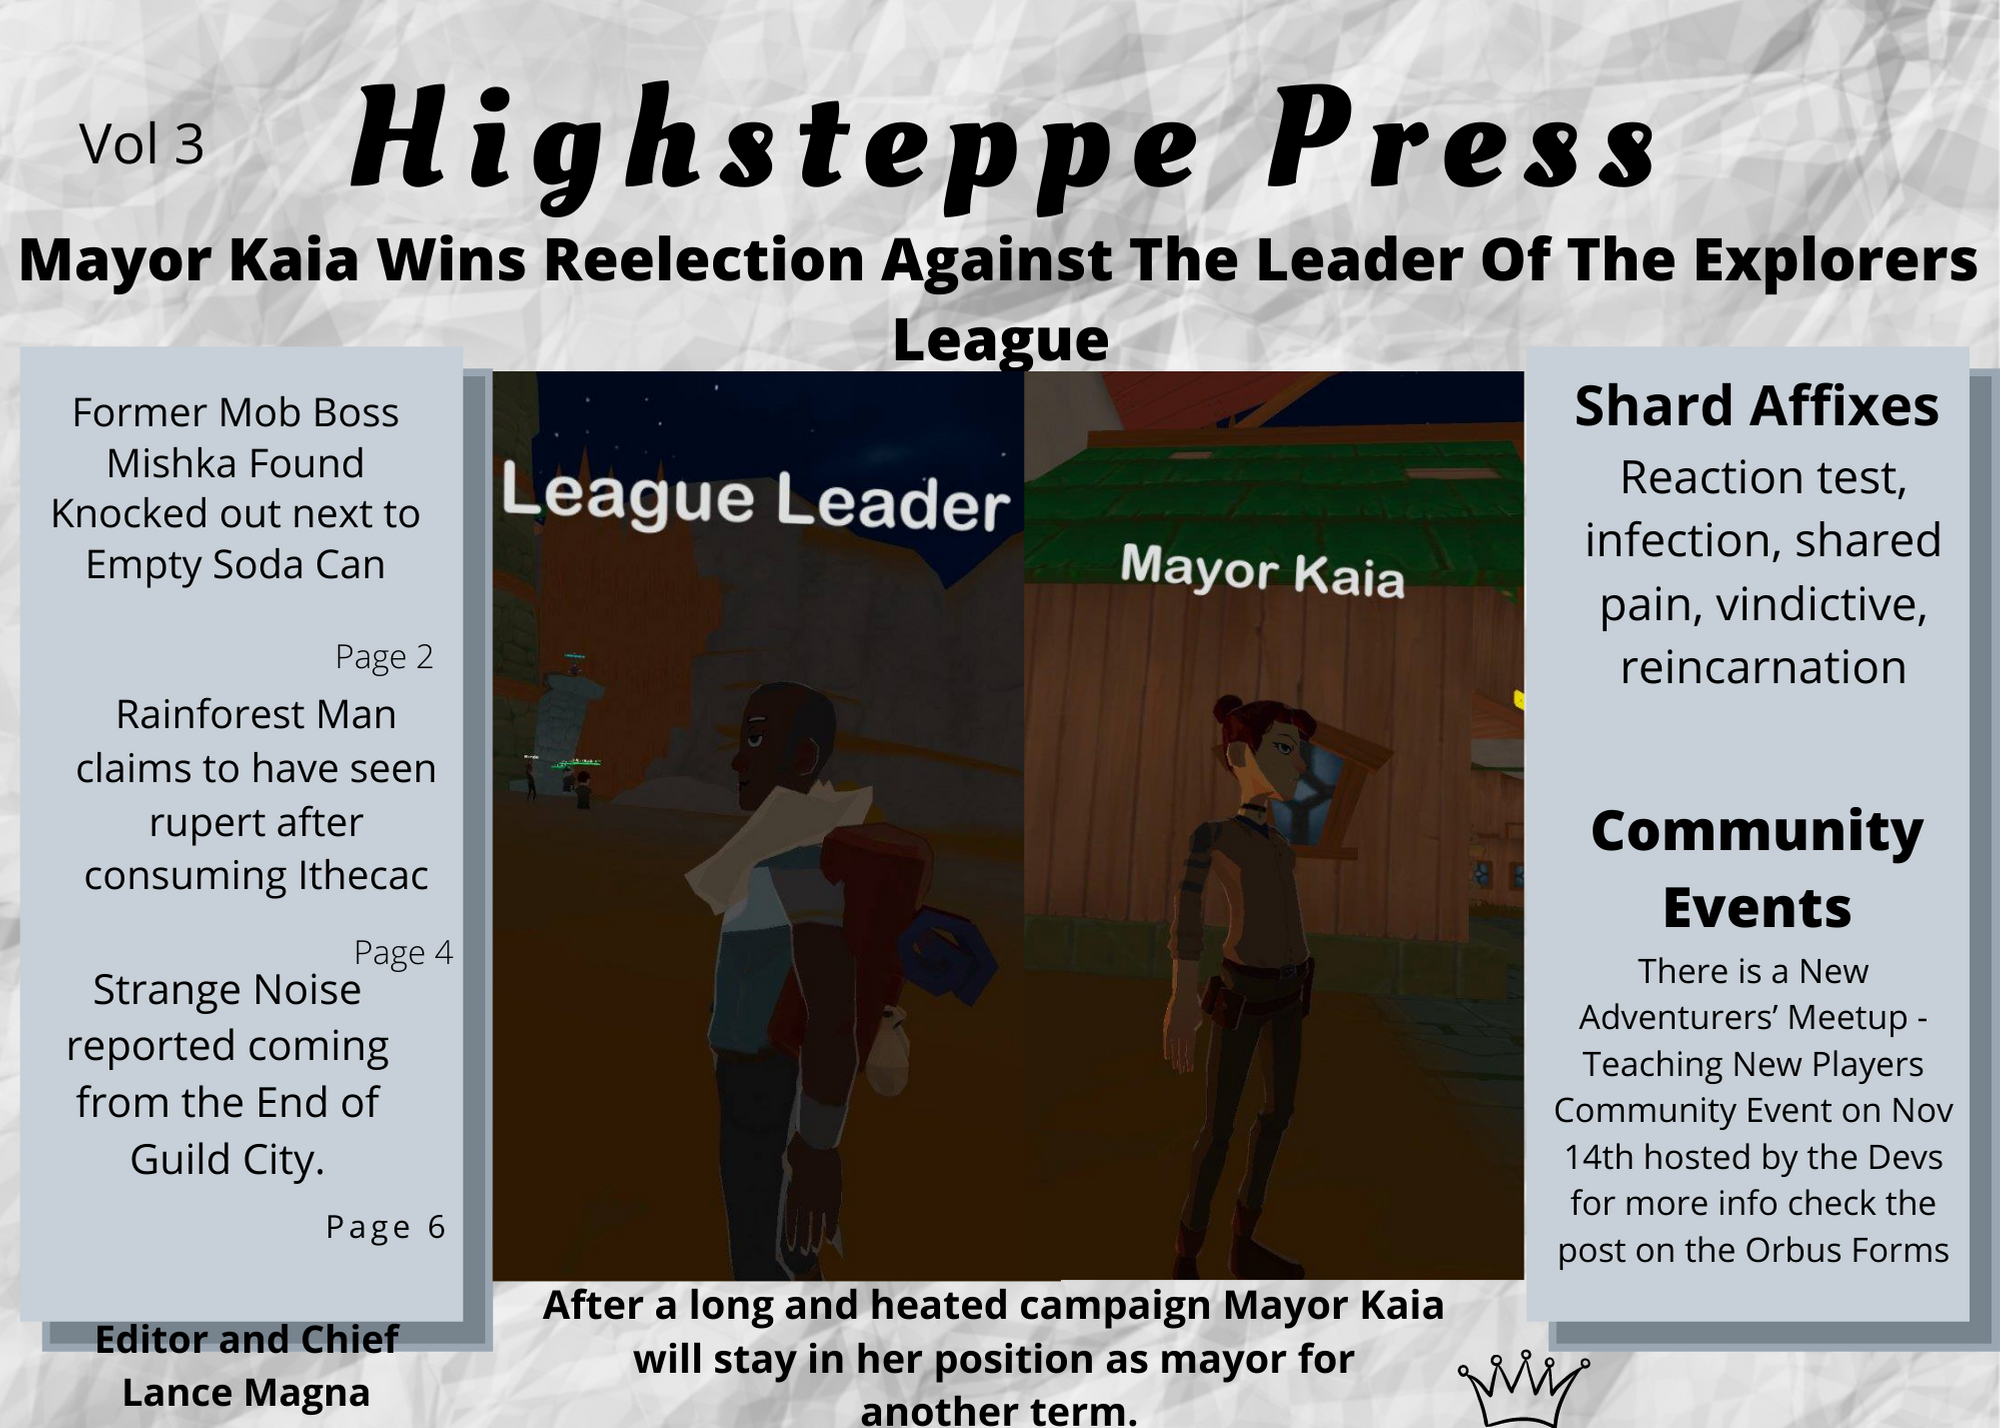 Vol 3
Highsteppe Press
Mayor Kaia Wins Reelection Against The Leader Of The Explorers
League
Former Mob Boss
Mishka Found
Knocked out next to
Empty Soda Can
Page 2
Rainforest Man
claims to have seen
rupert after
consuming Ithecac
Page 4
Strange Noise
reported coming
from the End of
Guild City.
Page 6
Editor and Chief
Lance Magna
League Leader
Mayor Kaia
After a long and heated campaign Mayor Kaia
will stay in her position as mayor for
another term.
Shard Affixes
Reaction test,
infection, shared
pain, vindictive,
reincarnation
Community
Events
There is a New
Adventurers’ Meetup -
Teaching New Players
Community Event on Nov
14th hosted by the Devs
for more info check the
post on the Orbus Forms